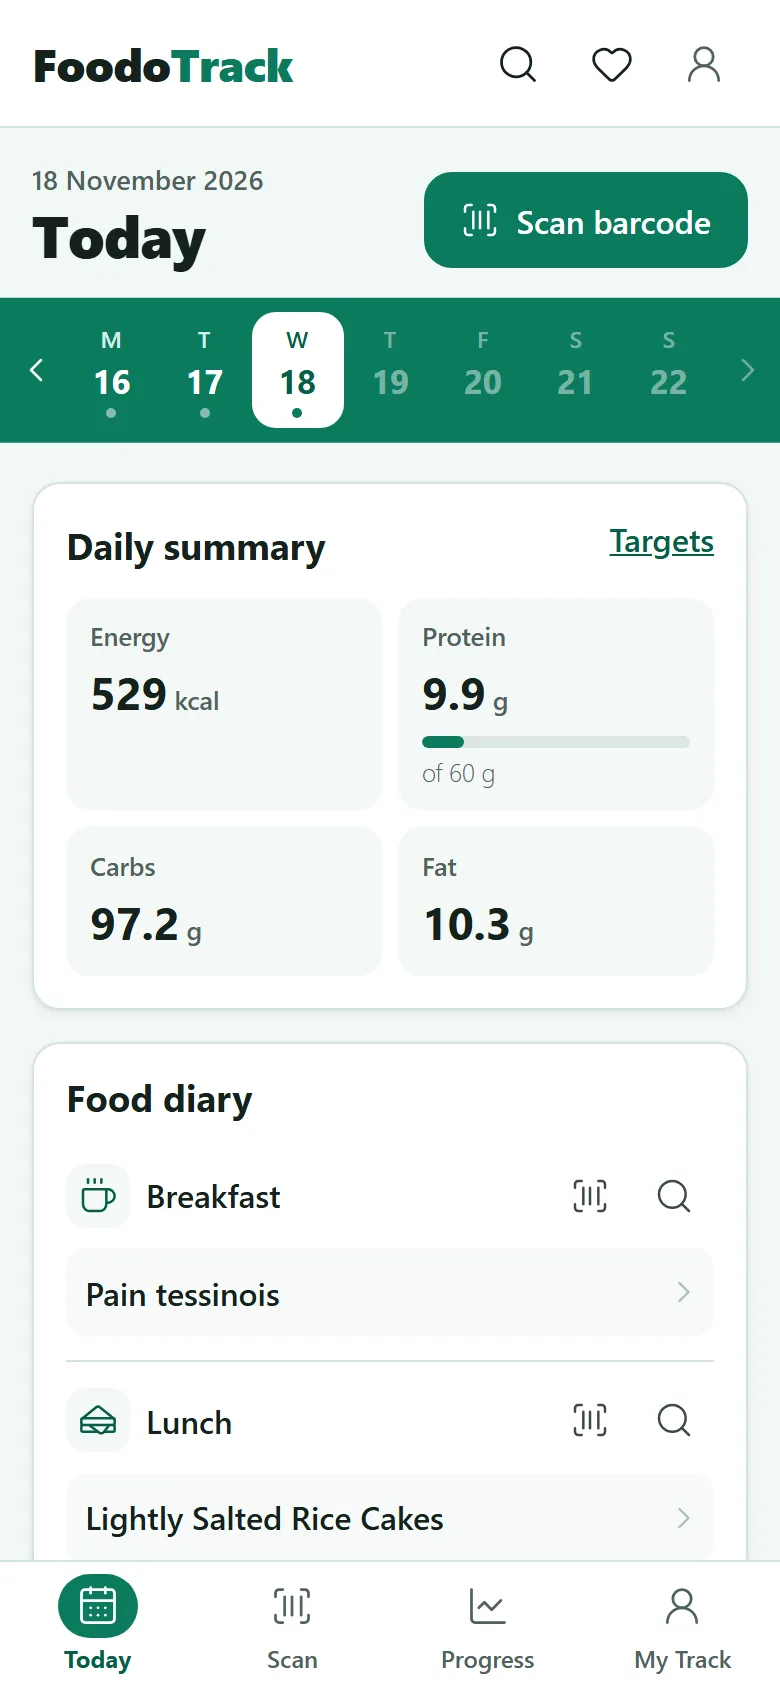 FoodoTrack
18 November 2026
Today
Scan barcode
M T W T F S S
16 17 18 19 20 21 22
Daily summary
Targets
Energy
529 kcal
Protein
9.9 g
of 60 g
Carbs
97.2 g
Fat
10.3 g
Food diary
Breakfast
Pain tessinois
Lunch
Lightly Salted Rice Cakes
Today
Scan
Progress
My Track